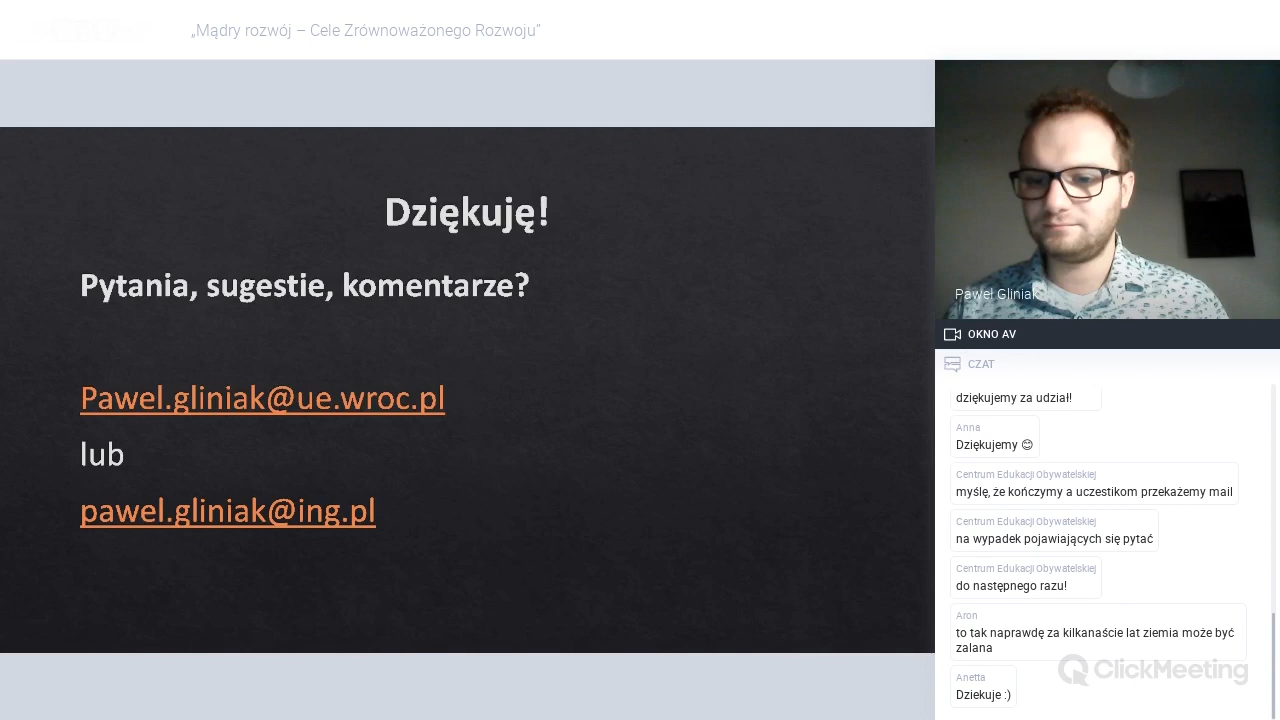 „Mądry rozwój – Cele Zrównoważonego Rozwoju”
Dziękuję!
Pytania, sugestie, komentarze?
Pawel.gliniak@ue.wroc.pl
lub
pawel.gliniak@ing.pl
Paweł Gliniak
OKNO AV
CZAT
dziękujemy za udział!
Anna
Dziękujemy 😊
Centrum Edukacji Obywatelskiej
myślę, że kończymy a uczestikom przekażemy mail
Centrum Edukacji Obywatelskiej
na wypadek pojawiających się pytać
Centrum Edukacji Obywatelskiej
do następnego razu!
Aron
to tak naprawdę za kilkanaście lat ziemia może być
zalana
ClickMeeting
Anetta
Dziekuje :)